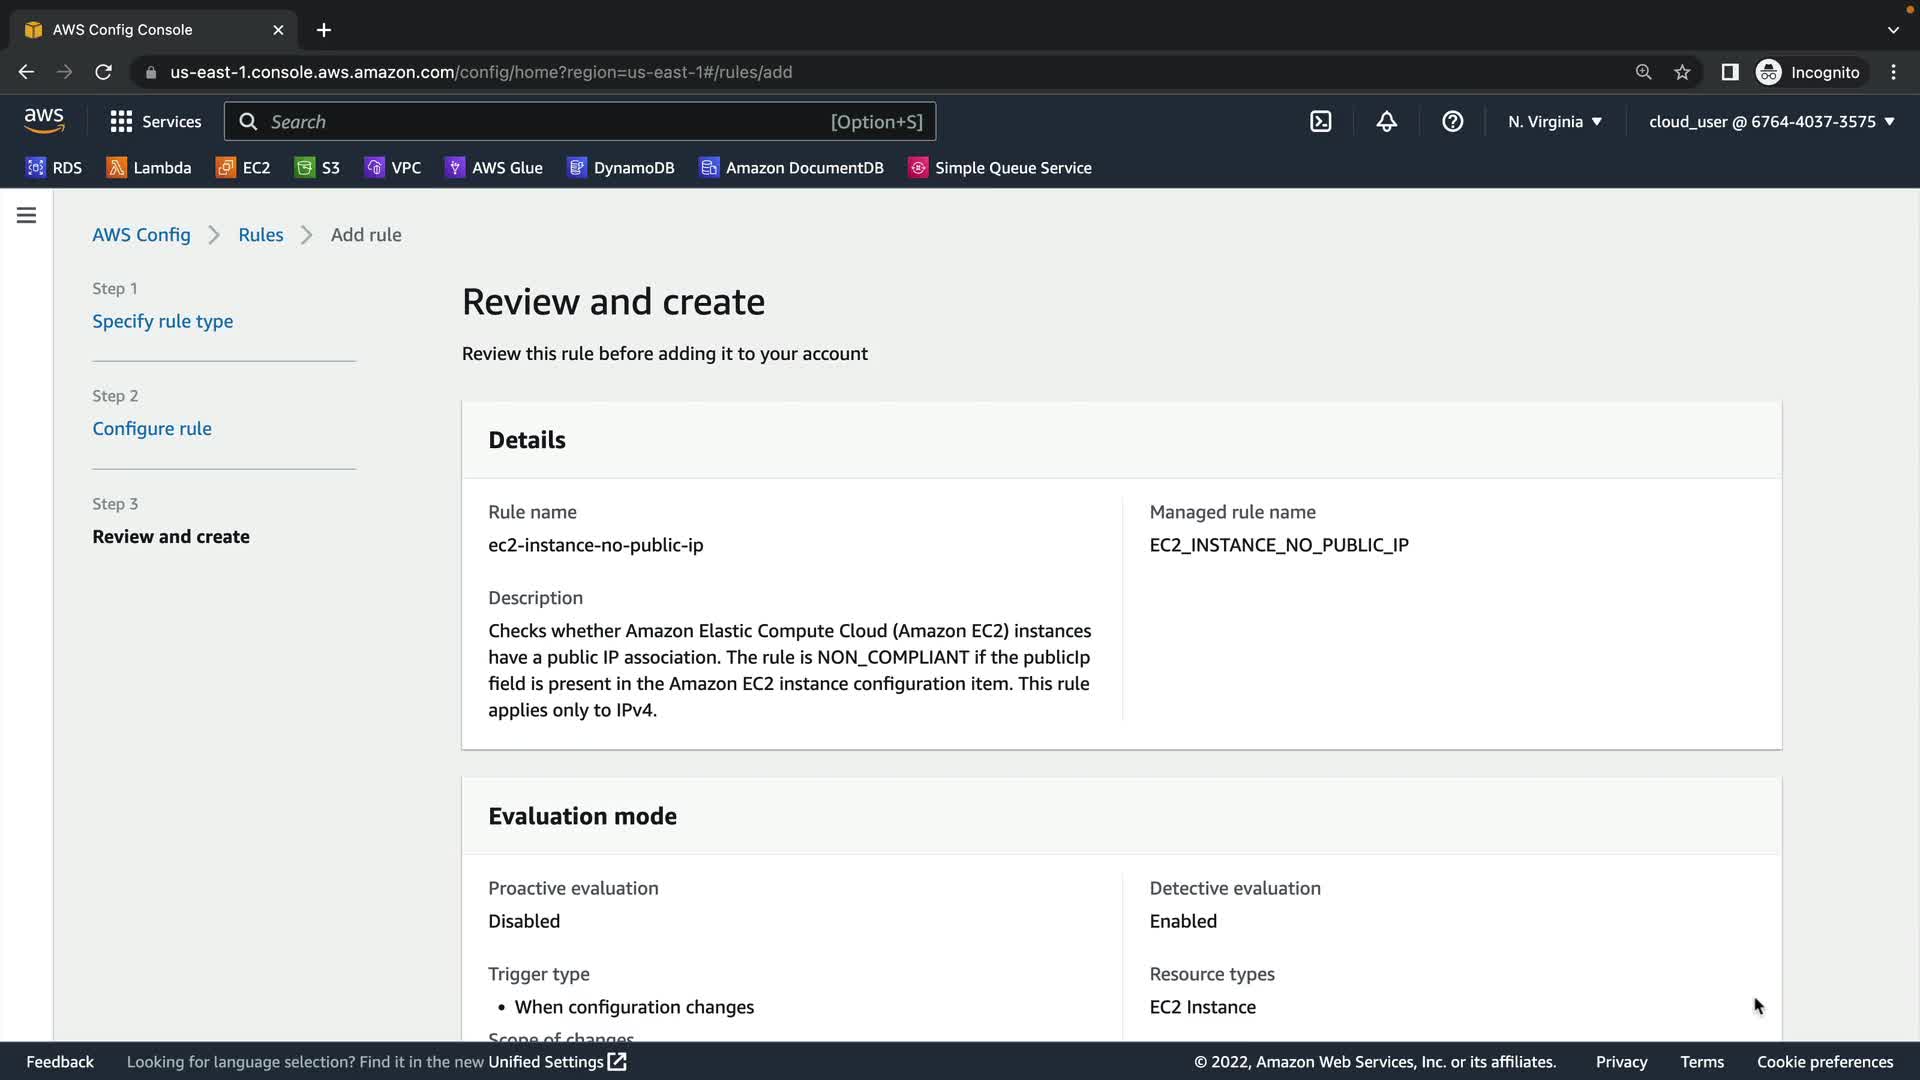 AWS Config Console
us-east-1.console.aws.amazon.com/config/home?region=us-east-1#/rules/add
Incognito
aws
Services
Search
[Option+S]
N. Virginia
cloud_user @ 6764-4037-3575
RDS
Lambda
EC2
S3
VPC
AWS Glue
DynamoDB
Amazon DocumentDB
Simple Queue Service
AWS Config
Rules
Add rule
Step 1
Specify rule type
Step 2
Configure rule
Step 3
Review and create
Review and create
Review this rule before adding it to your account
Details
Rule name
ec2-instance-no-public-ip
Managed rule name
EC2_INSTANCE_NO_PUBLIC_IP
Description
Checks whether Amazon Elastic Compute Cloud (Amazon EC2) instances
have a public IP association. The rule is NON_COMPLIANT if the publicIp
field is present in the Amazon EC2 instance configuration item. This rule
applies only to IPv4.
Evaluation mode
Proactive evaluation
Disabled
Detective evaluation
Enabled
Trigger type
• When configuration changes
Resource types
EC2 Instance
Scope of changes
Feedback
Looking for language selection? Find it in the new Unified Settings
© 2022, Amazon Web Services, Inc. or its affiliates.
Privacy
Terms
Cookie preferences